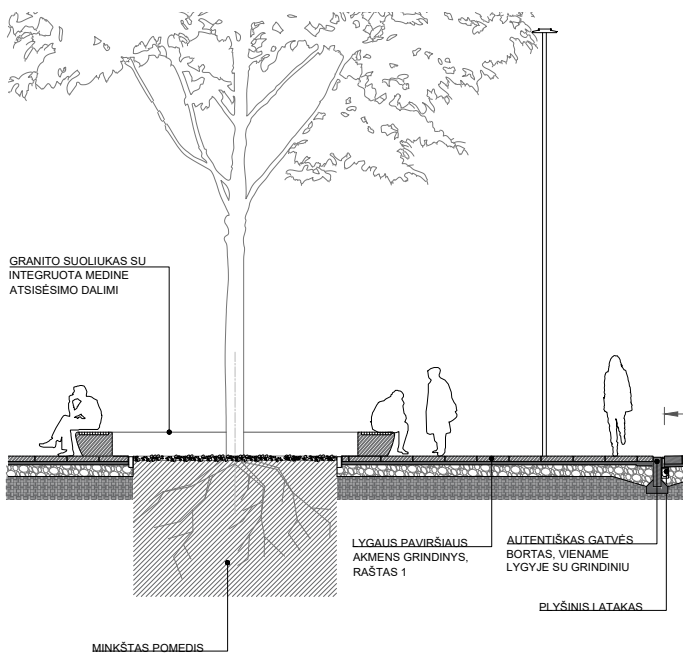 GRANITO SUOLIUKAS SU
INTEGRUOTA MEDINE
ATSISĖSIMO DALIMI
LYGAUS PAVIRŠIAUS
AKMENS GRINDINYS,
RAŠTAS 1
AUTENTIŠKAS GATVĖS
BORTAS, VIENAME
LYGYJE SU GRINDINIU
PLYŠINIS LATAKAS
MINKŠTAS POMEDIS